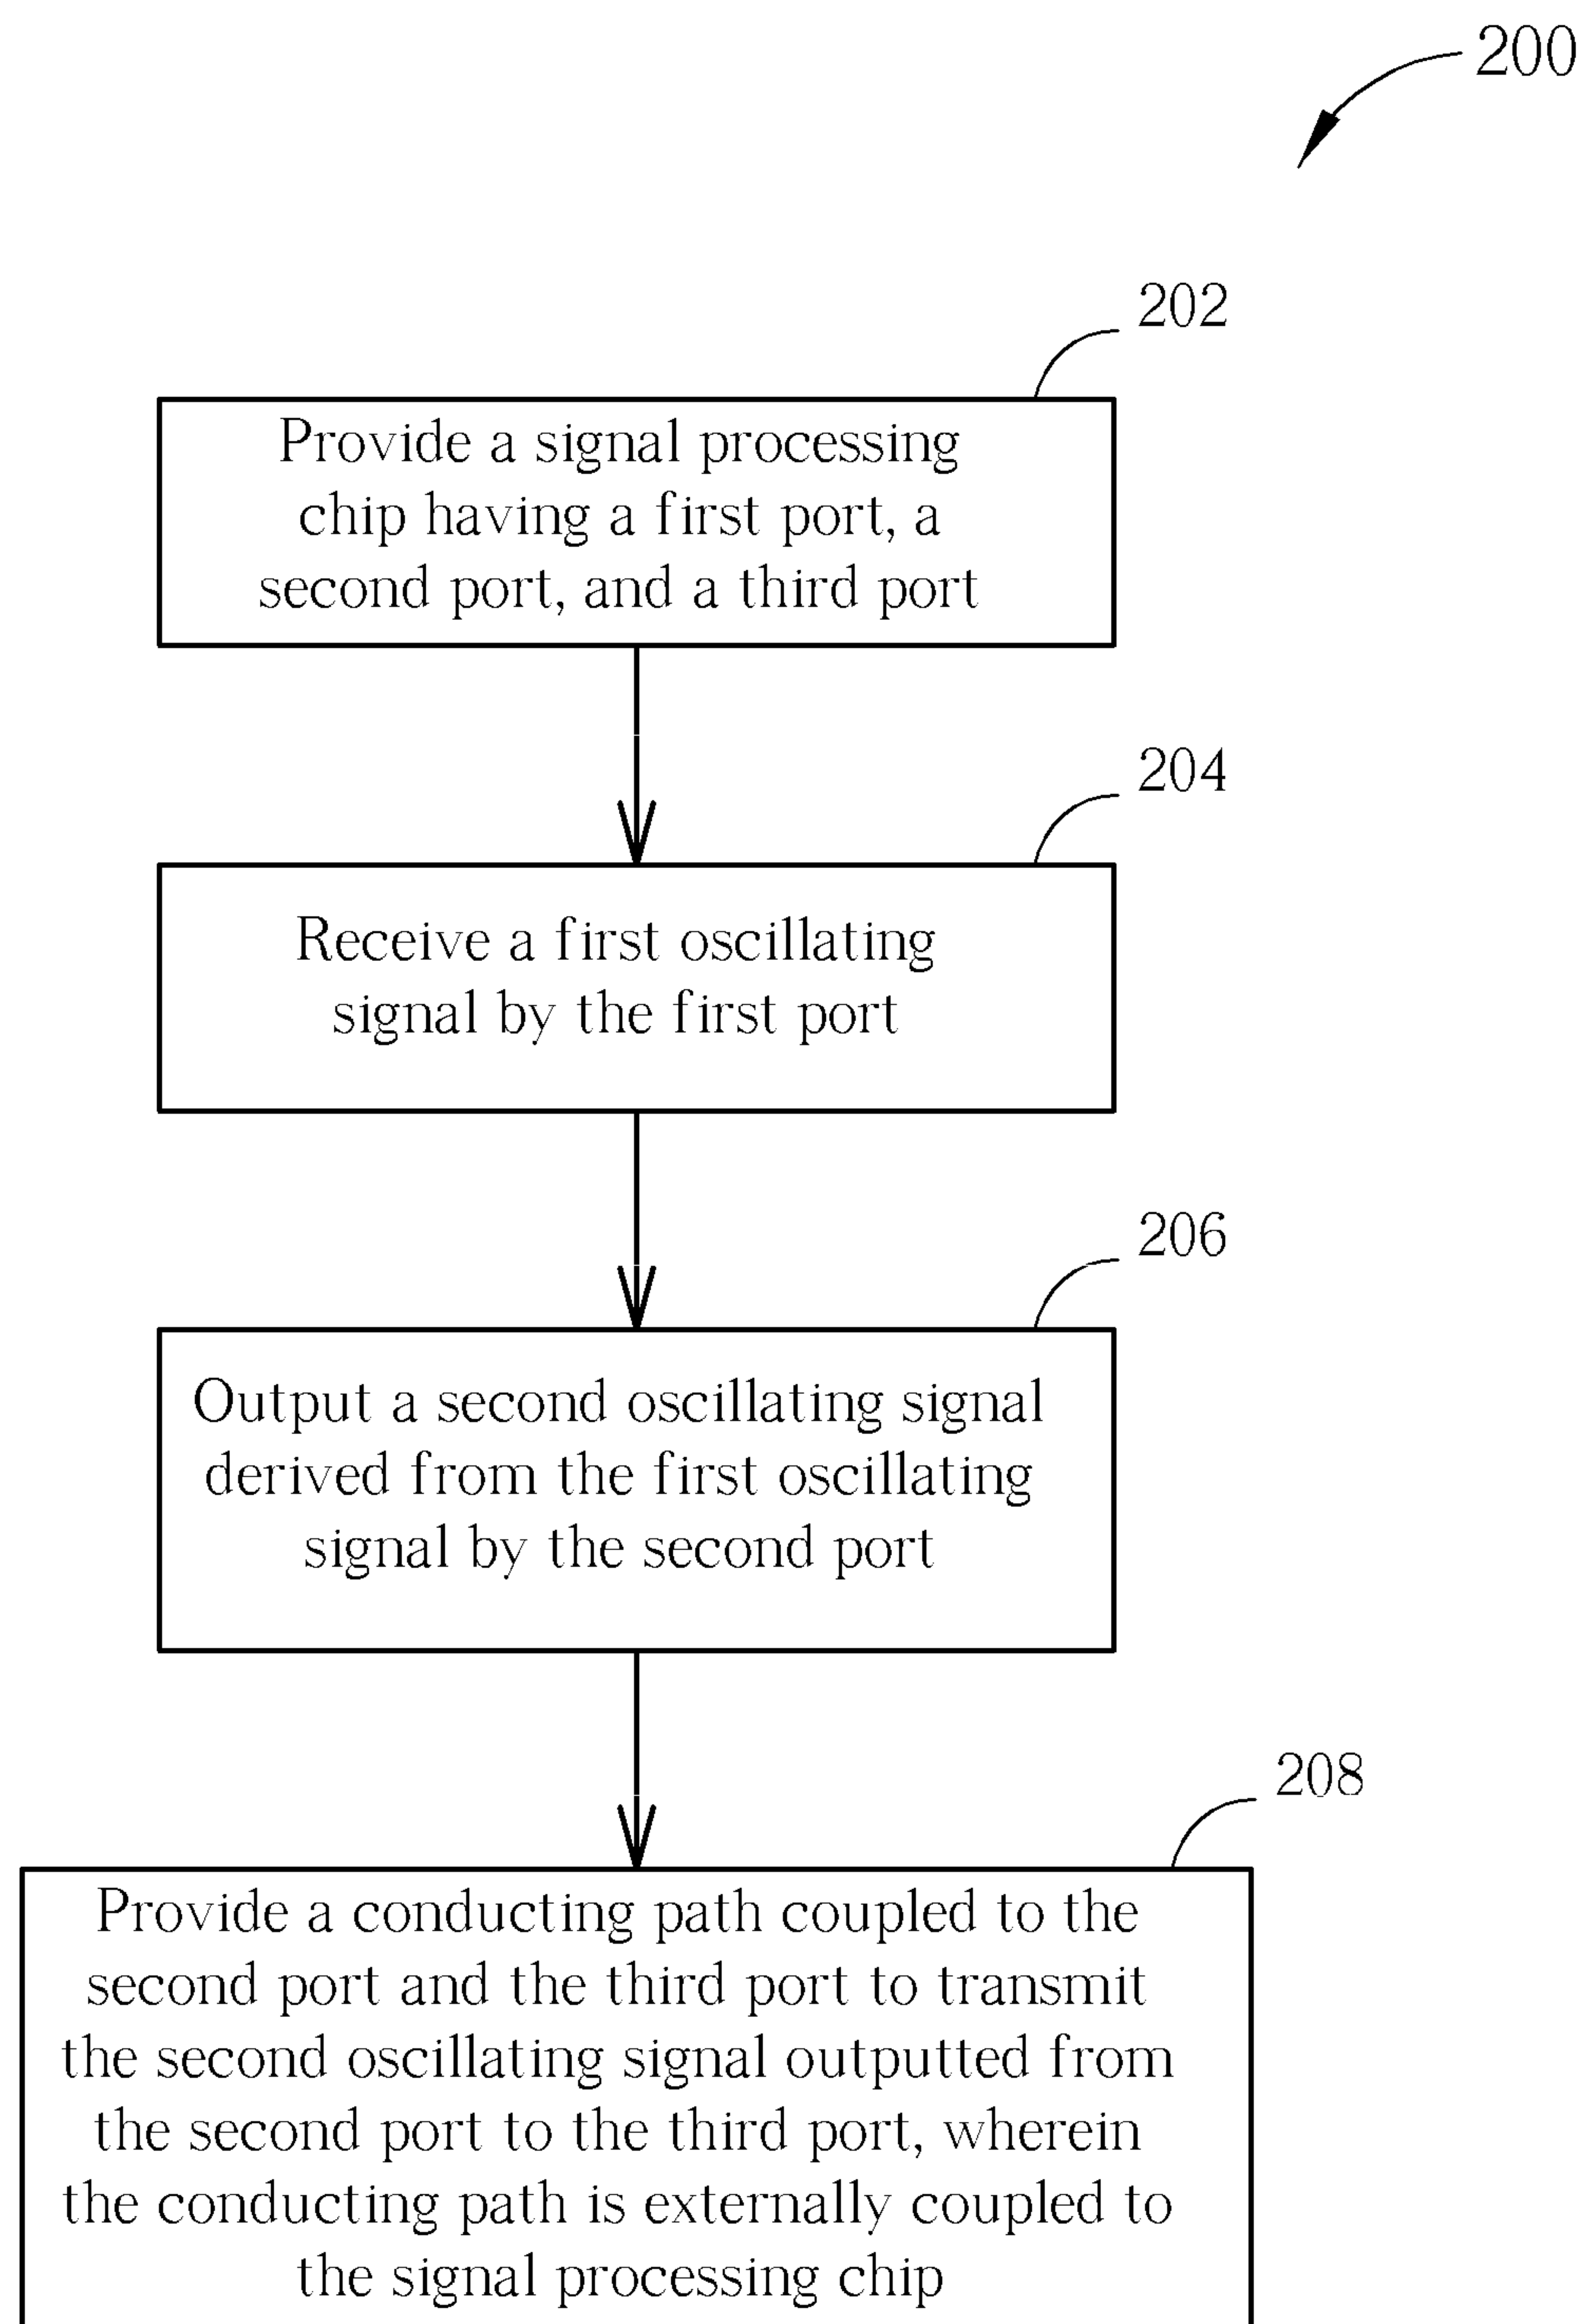 200
202
Provide a signal processing
chip having a first port, a
second port, and a third port
204
Receive a first oscillating
signal by the first port
206
Output a second oscillating signal
derived from the first oscillating
signal by the second port
208
Provide a conducting path coupled to the
second port and the third port to transmit
the second oscillating signal outputted from
the second port to the third port, wherein
the conducting path is externally coupled to
the signal processing chip